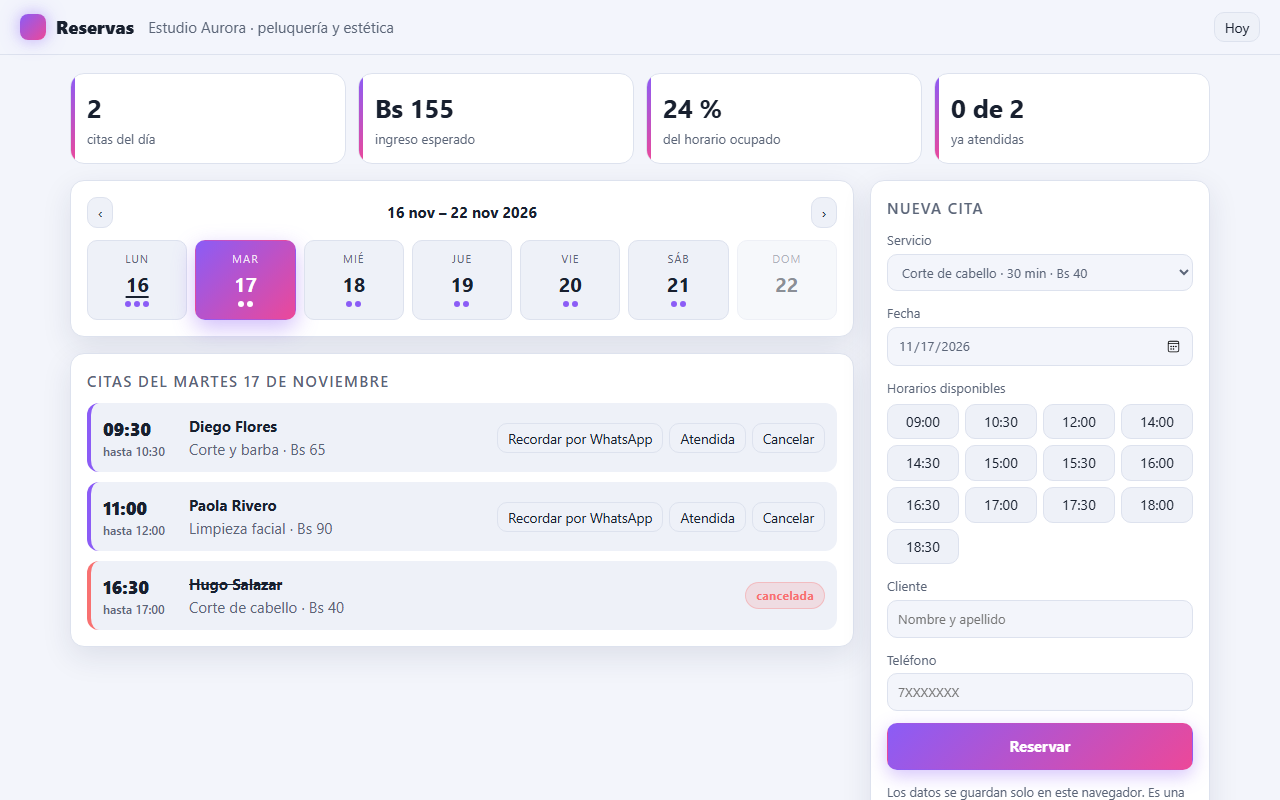 Reservas Estudio Aurora · peluquería y estética Hoy
2
citas del día
Bs 155
ingreso esperado
24 %
del horario ocupado
0 de 2
ya atendidas
‹ 16 nov – 22 nov 2026 ›
LUN MAR MIÉ JUE VIE SÁB DOM
16 17 18 19 20 21 22
CITAS DEL MARTES 17 DE NOVIEMBRE
09:30
hasta 10:30
Diego Flores
Corte y barba · Bs 65
Recordar por WhatsApp Atendida Cancelar
11:00
hasta 12:00
Paola Rivero
Limpieza facial · Bs 90
Recordar por WhatsApp Atendida Cancelar
16:30
hasta 17:00
Hugo Salazar
Corte de cabello · Bs 40
cancelada
NUEVA CITA
Servicio
Corte de cabello · 30 min · Bs 40
Fecha
11/17/2026
Horarios disponibles
09:00 10:30 12:00 14:00
14:30 15:00 15:30 16:00
16:30 17:00 17:30 18:00
18:30
Cliente
Nombre y apellido
Teléfono
7XXXXXXX
Reservar
Los datos se guardan solo en este navegador. Es una